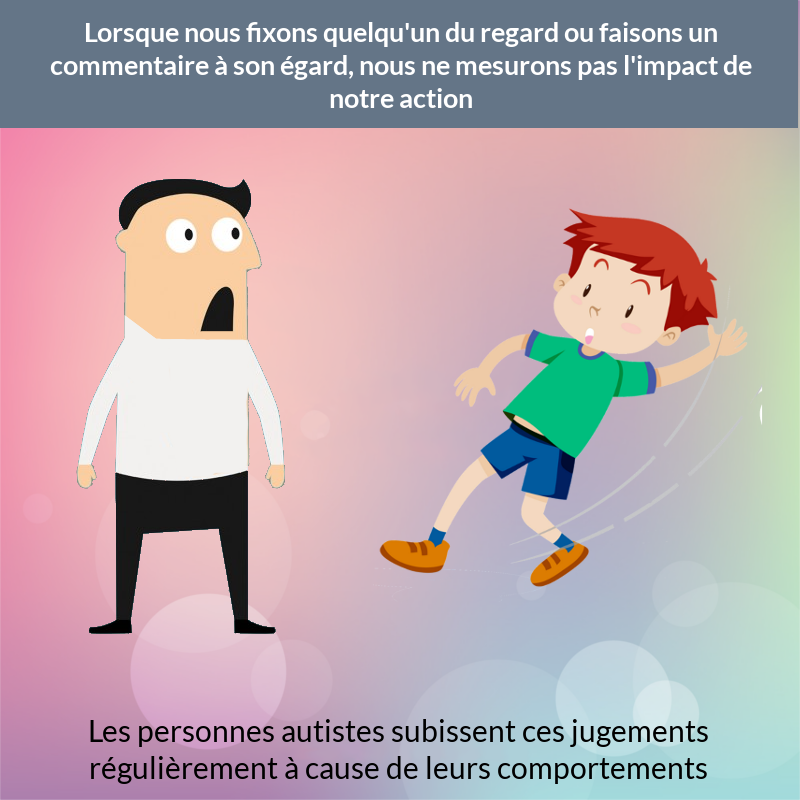 Lorsque nous fixons quelqu'un du regard ou faisons un
commentaire à son égard, nous ne mesurons pas l'impact de
notre action
Les personnes autistes subissent ces jugements
régulièrement à cause de leurs comportements